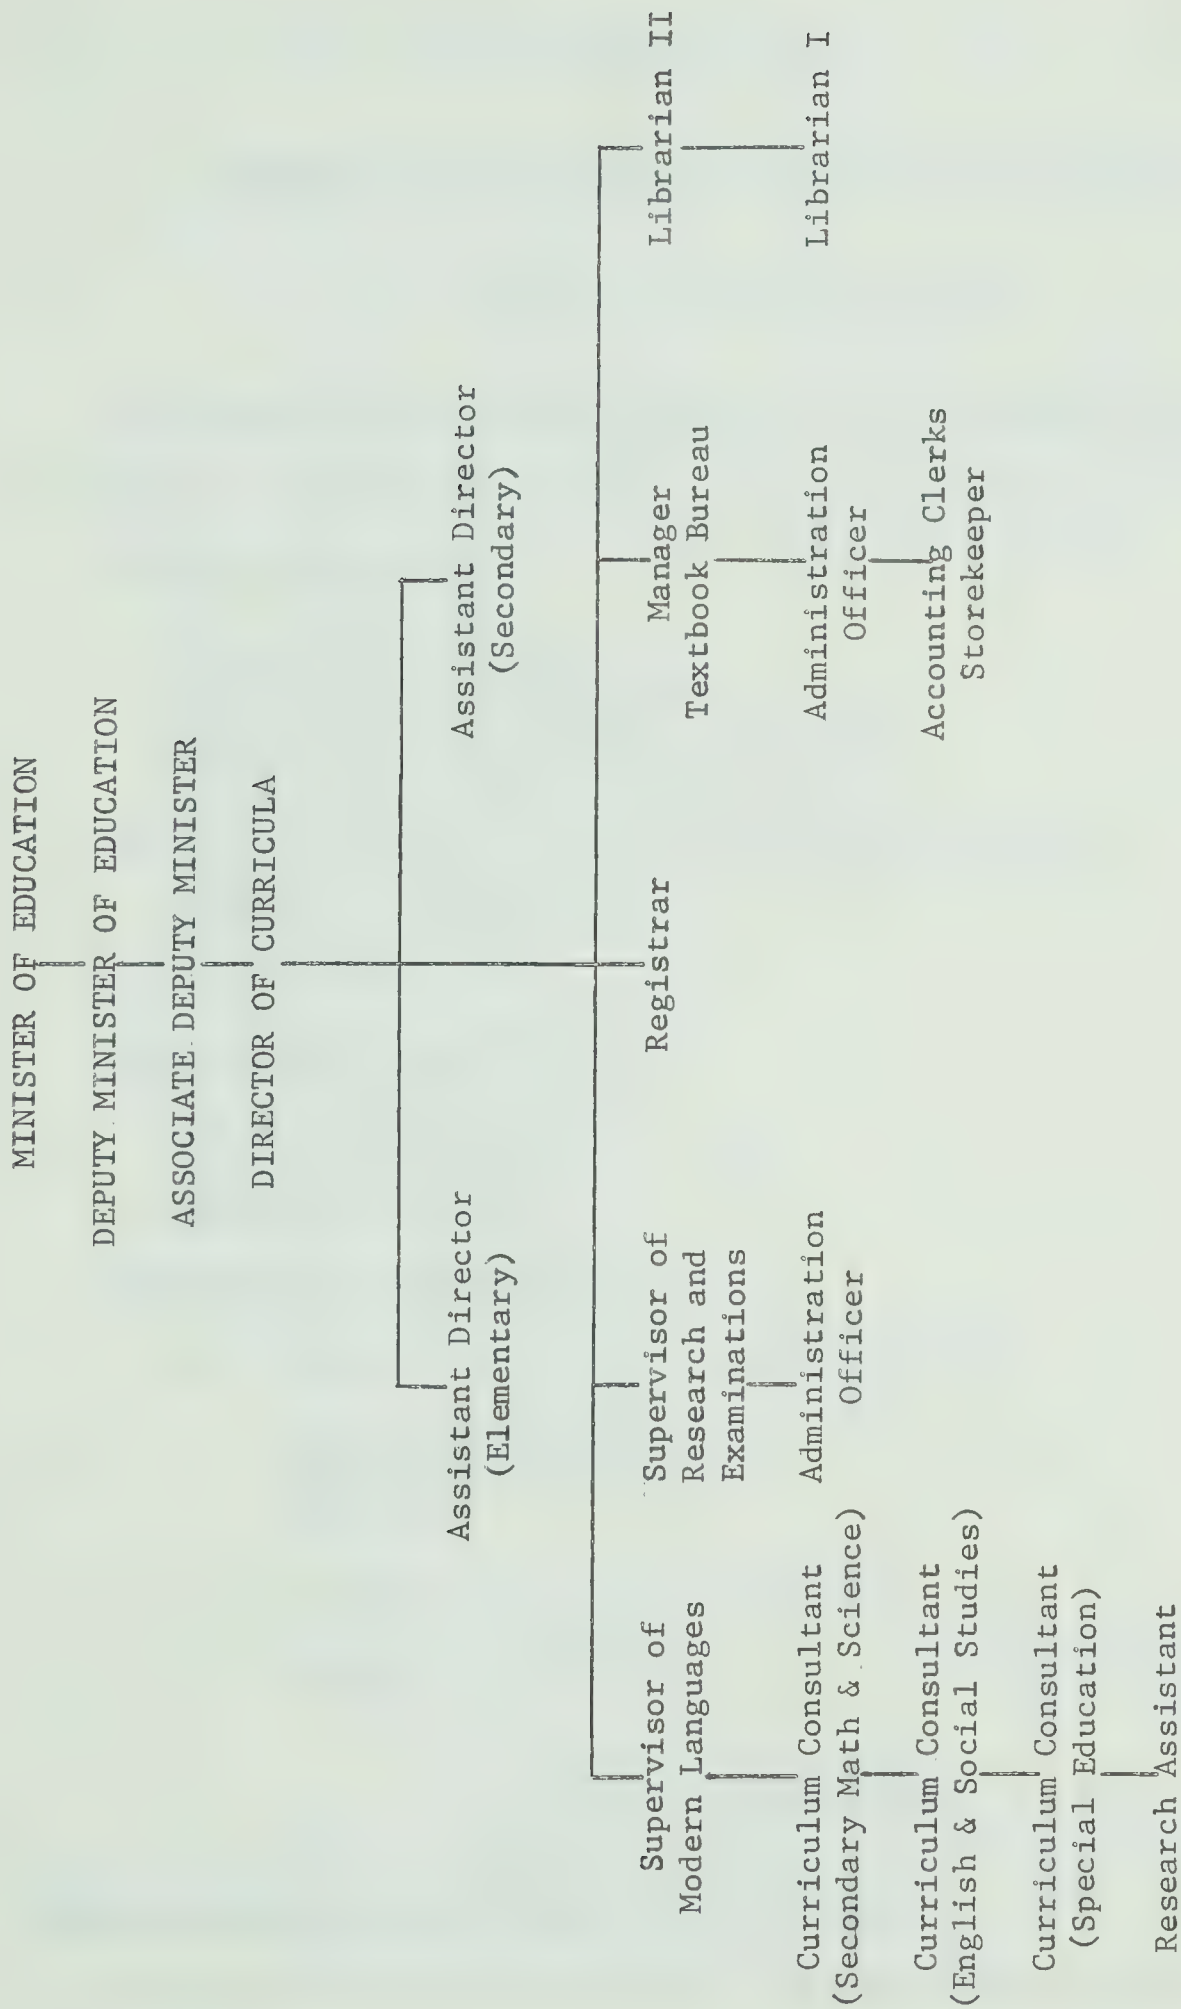 MINISTER OF EDUCATION
DEPUTY MINISTER OF EDUCATION
ASSOCIATE DEPUTY MINISTER
DIRECTOR OF CURRICULA
Assistant Director
(Elementary)
Assistant Director
(Secondary)
Supervisor of
Modern Languages
Curriculum Consultant
(Secondary Math & Science)
Curriculum Consultant
(English & Social Studies)
Curriculum Consultant
(Special Education)
Research Assistant
Supervisor of
Research and
Examinations
Administration
Officer
Registrar
Manager
Textbook Bureau
Administration
Officer
Accounting Clerks
Storekeeper
Librarian II
Librarian I